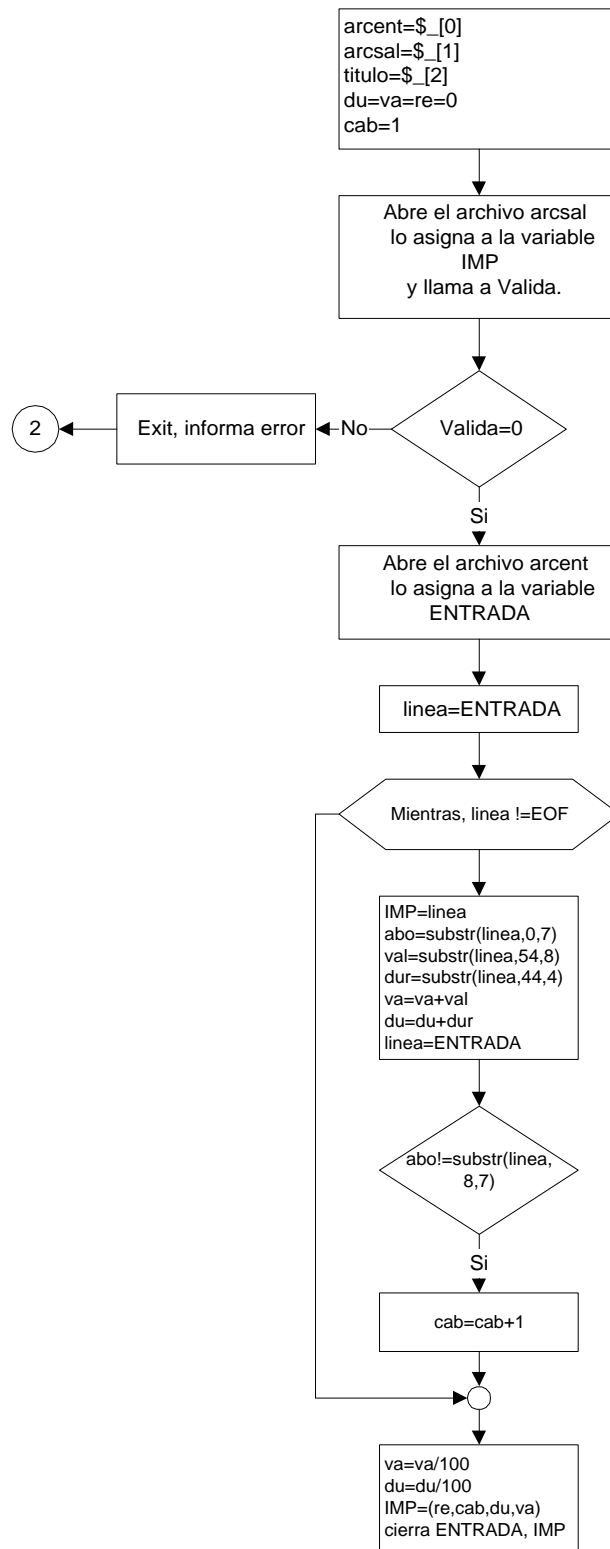 arcent=$_[0]
arcsal=$_[1]
titulo=$_[2]
du=va=re=0
cab=1
Abre el archivo arcsal
lo asigna a la variable
IMP
y llama a Valida.
2
Exit, informa error
No
Valida=0
Si
Abre el archivo arcent
lo asigna a la variable
ENTRADA
linea=ENTRADA
Mientras, linea !=EOF
IMP=linea
abo=substr(linea,0,7)
val=substr(linea,54,8)
dur=substr(linea,44,4)
va=va+val
du=du+dur
linea=ENTRADA
abo!=substr(linea,
8,7)
Si
cab=cab+1
va=va/100
du=du/100
IMP=(re,cab,du,va)
cierra ENTRADA, IMP